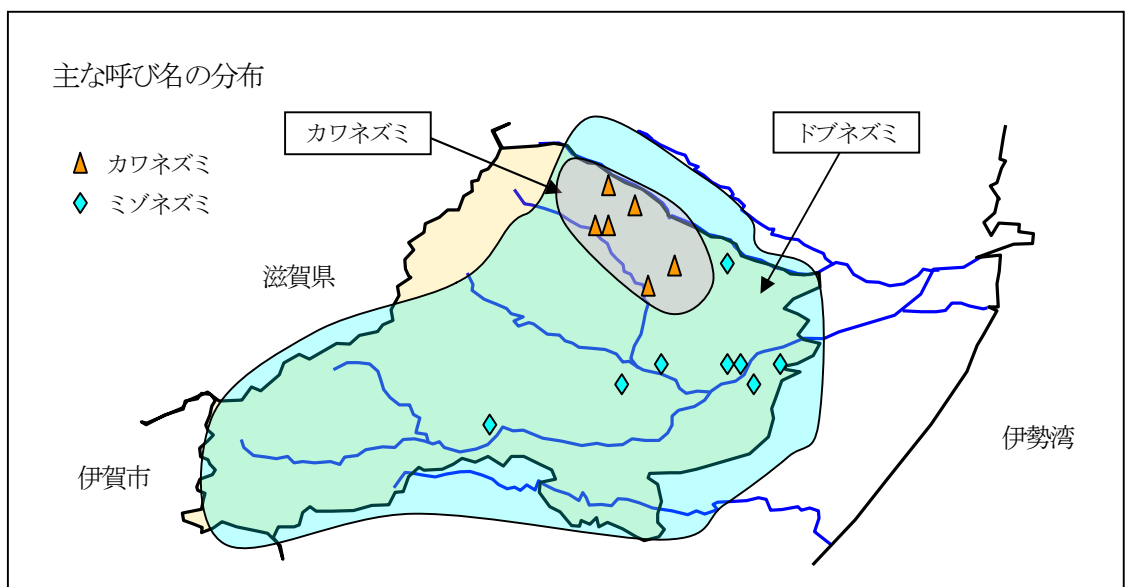 主な呼び名の分布
カワネズミ
ドブネズミ
カワネズミ
ミゾネズミ
滋賀県
伊勢湾
伊賀市